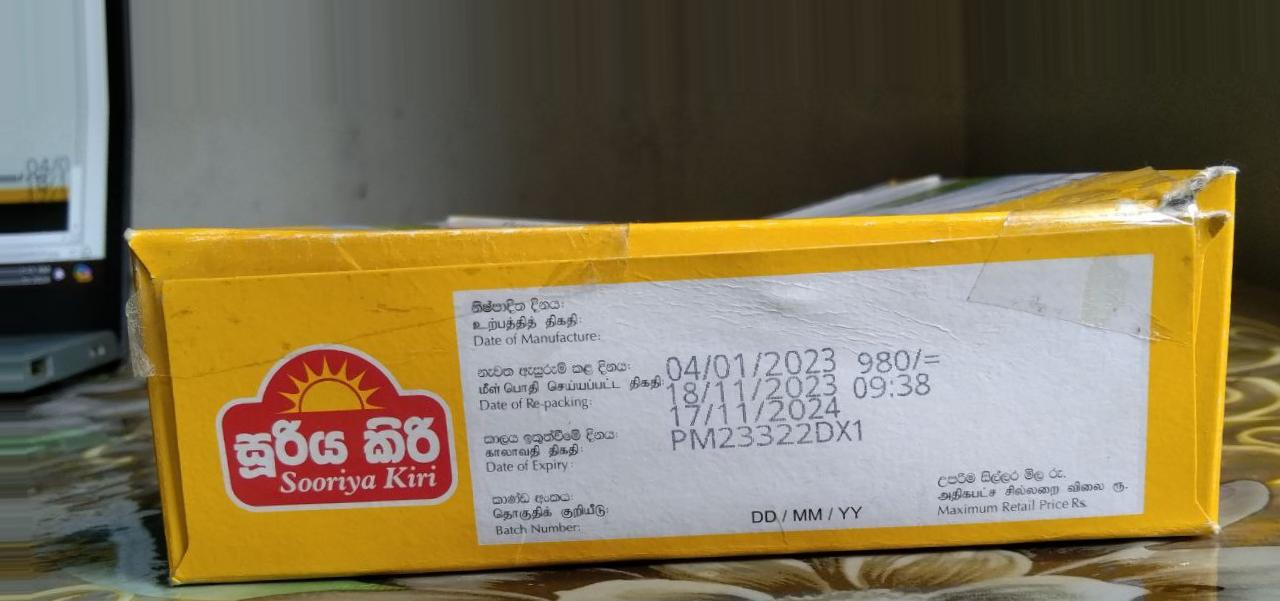 සූරිය කිරි
Sooriya Kiri
නිෂ්පාදිත දිනය:
உற்பத்தித் திகதி:
Date of Manufacture:
නැවත ඇසුරුම් කළ දිනය:
மீள் பொதி செய்யப்பட்ட திகதி:
Date of Re-packing:
කාලය ඉකුත්වීමේ දිනය:
காலாவதி திகதி:
Date of Expiry:
කාණ්ඩ අංකය:
தொகுதிக் குறியீடு:
Batch Number:
04/01/2023 980/=
18/11/2023 09:38
17/11/2024
PM23322DX1
DD / MM / YY
උපරිම සිල්ලර මිල රු.
அதிகபட்ச சில்லறை விலை ரூ.
Maximum Retail Price Rs.